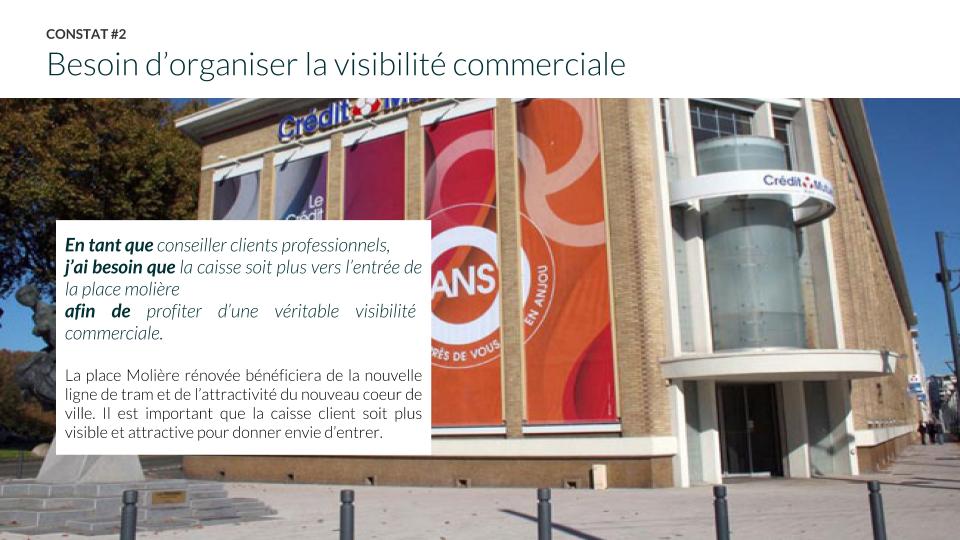 CONSTAT #2
Besoin d'organiser la visibilité commerciale
Crédit
Crédit Mutuel
Le
Crédit
ANS
EN ANJOU
RÈS DE VOUS
En tant que conseiller clients professionnels,
j'ai besoin que la caisse soit plus vers l'entrée de
la place molière
afin de profiter d'une véritable visibilité
commerciale.
La place Molière rénovée bénéficiera de la nouvelle
ligne de tram et de l'attractivité du nouveau coeur de
ville. Il est important que la caisse client soit plus
visible et attractive pour donner envie d'entrer.